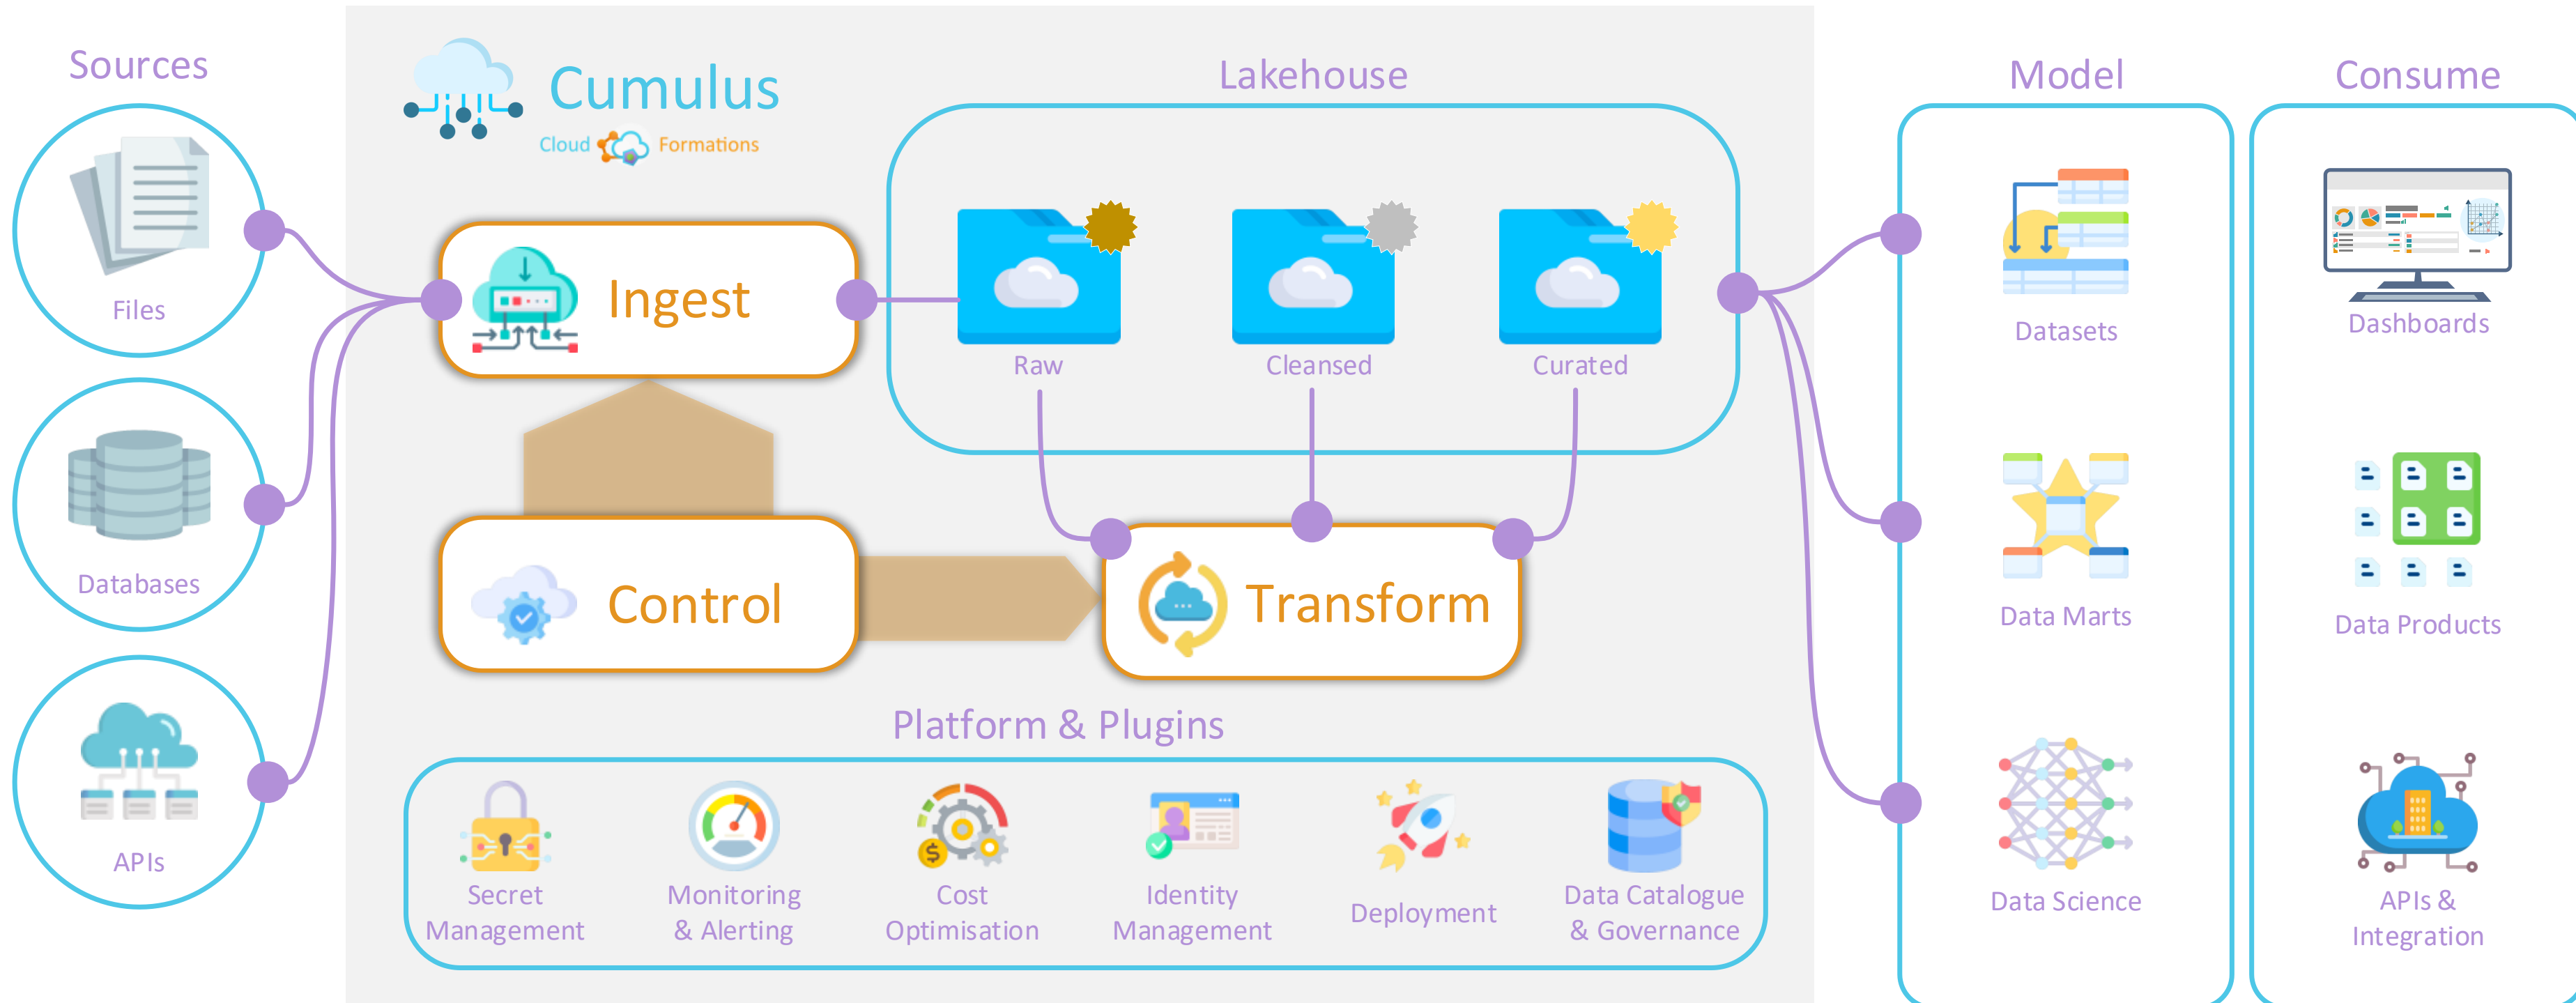 Sources
Files
Databases
APIs
Cumulus
Cloud Formations
Ingest
Control
Transform
Lakehouse
Raw
Cleansed
Curated
Platform & Plugins
Secret
Management
Monitoring
& Alerting
Cost
Optimisation
Identity
Management
Deployment
Data Catalogue
& Governance
Model
Datasets
Data Marts
Data Science
Consume
Dashboards
Data Products
APIs &
Integration